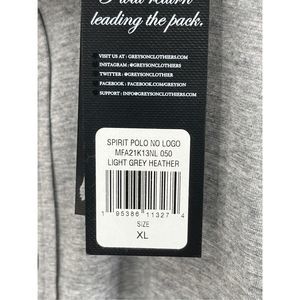 leading the pack.
VISIT US AT : GREYSONCLOTHIERS.COM
INSTAGRAM : @GREYSONCLOTHIERS
TWITTER : @GREYSONCLOTHIER
FACEBOOK : FACEBOOK.COM/GREYSON
SUPPORT : INFO@GREYSONCLOTHIERS.COM
SPIRIT POLO NO LOGO
MFA21K13NL 050
LIGHT GREY HEATHER
1 95386 11327 4
SIZE
XL